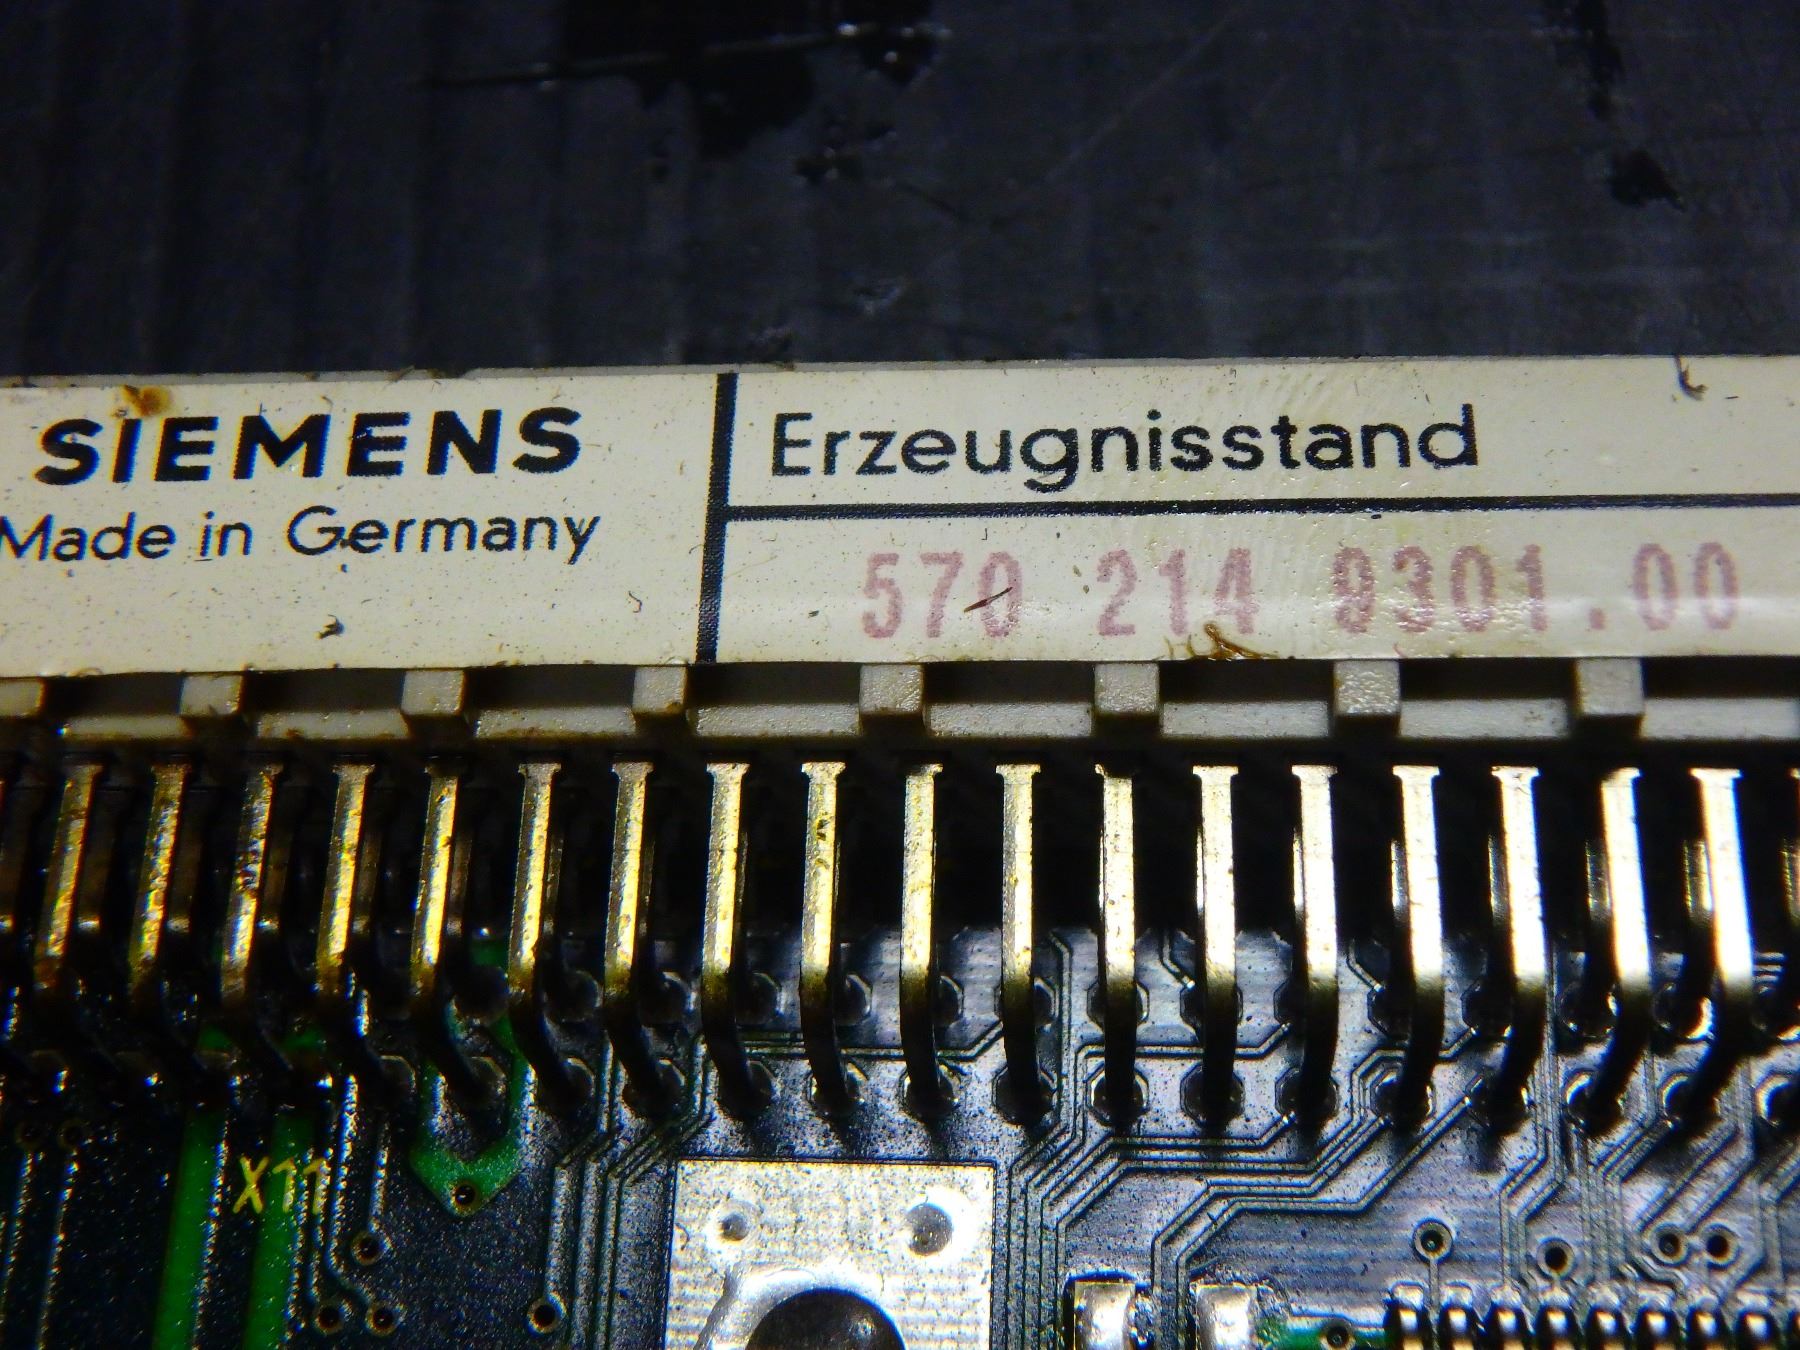 SIEMENS
Made in Germany
Erzeugnisstand
570 214 9301.00
X11